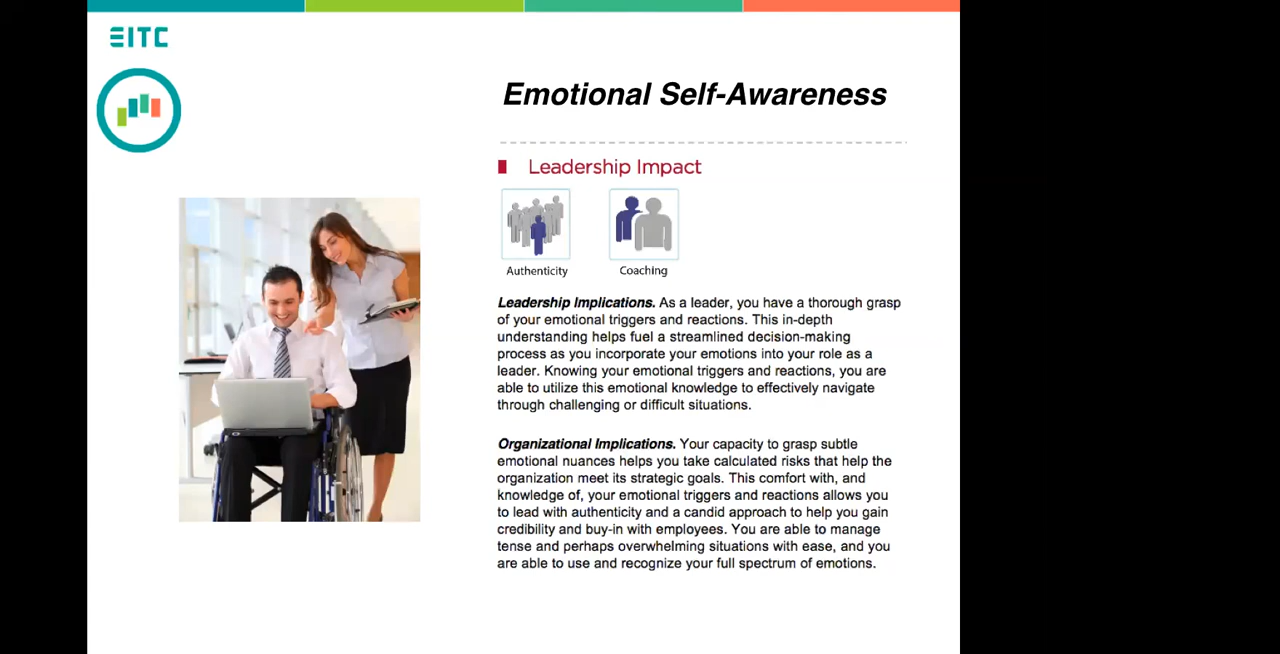 EITC
Emotional Self-Awareness
Leadership Impact
Authenticity
Coaching
Leadership Implications. As a leader, you have a thorough grasp
of your emotional triggers and reactions. This in-depth
understanding helps fuel a streamlined decision-making
process as you incorporate your emotions into your role as a
leader. Knowing your emotional triggers and reactions, you are
able to utilize this emotional knowledge to effectively navigate
through challenging or difficult situations.
Organizational Implications. Your capacity to grasp subtle
emotional nuances helps you take calculated risks that help the
organization meet its strategic goals. This comfort with, and
knowledge of, your emotional triggers and reactions allows you
to lead with authenticity and a candid approach to help you gain
credibility and buy-in with employees. You are able to manage
tense and perhaps overwhelming situations with ease, and you
are able to use and recognize your full spectrum of emotions.